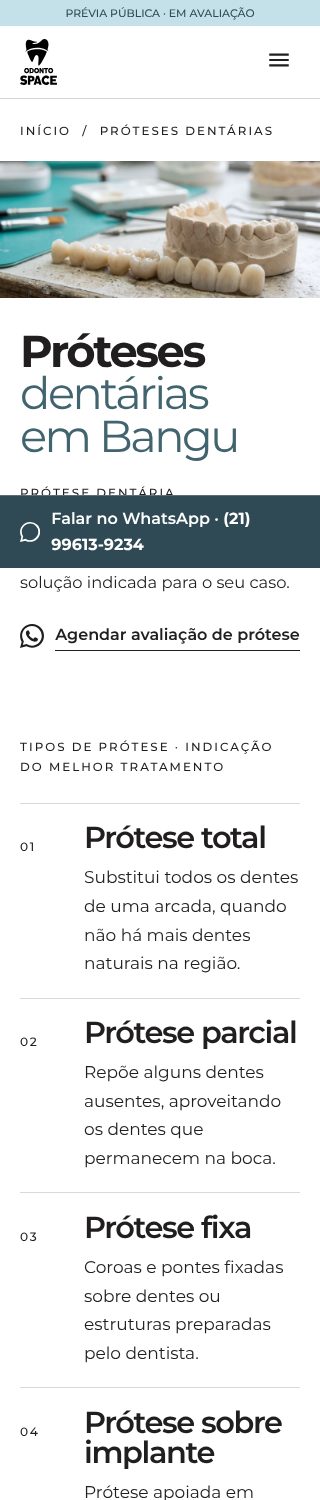 PRÉVIA PÚBLICA · EM AVALIAÇÃO
ODONTO
SPACE
INÍCIO / PRÓTESES DENTÁRIAS
Próteses
dentárias
em Bangu
PRÓTESE DENTÁRIA
Falar no WhatsApp · (21)
99613-9234
solução indicada para o seu caso.
Agendar avaliação de prótese
TIPOS DE PRÓTESE · INDICAÇÃO
DO MELHOR TRATAMENTO
01
Prótese total
Substitui todos os dentes
de uma arcada, quando
não há mais dentes
naturais na região.
02
Prótese parcial
Repõe alguns dentes
ausentes, aproveitando
os dentes que
permanecem na boca.
03
Prótese fixa
Coroas e pontes fixadas
sobre dentes ou
estruturas preparadas
pelo dentista.
04
Prótese sobre
implante
Prótese apoiada em